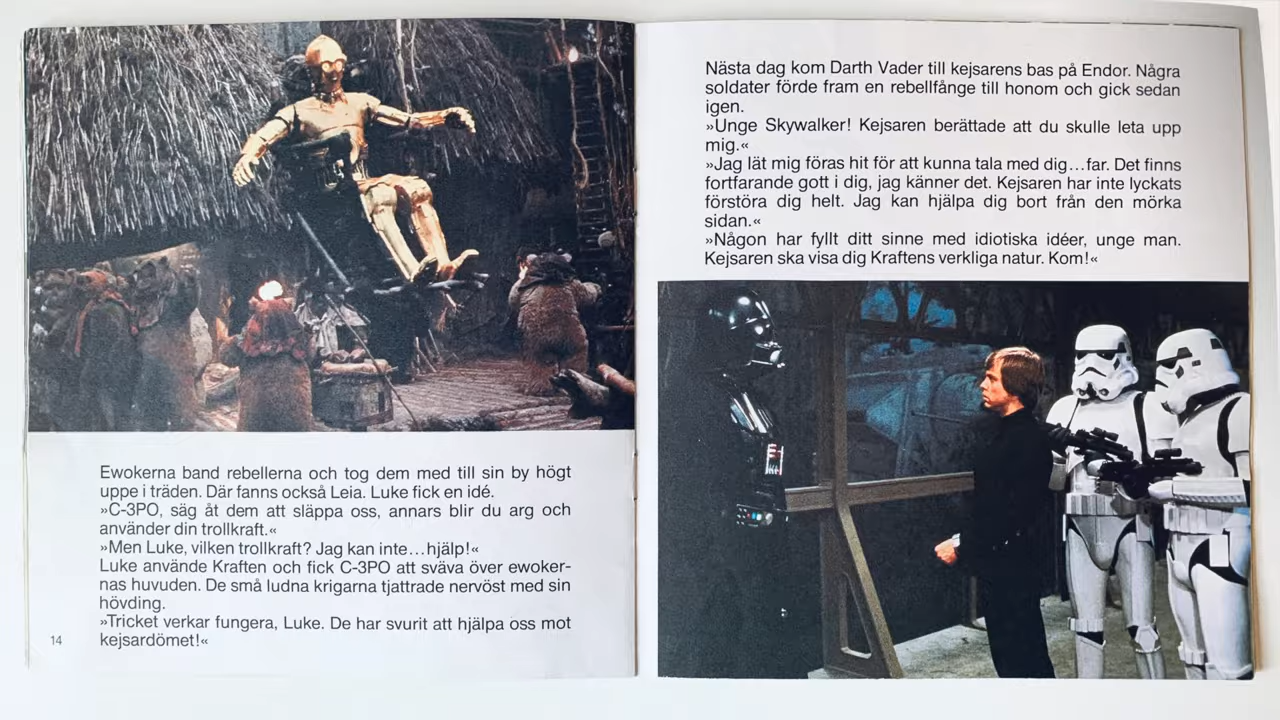 Ewokerna band rebellerna och tog dem med till sin by högt
uppe i träden. Där fanns också Leia. Luke fick en idé.
»C-3PO, säg åt dem att släppa oss, annars blir du arg och
använder din trollkraft.«
»Men Luke, vilken trollkraft? Jag kan inte...hjälp!«
Luke använde Kraften och fick C-3PO att sväva över ewoker-
nas huvuden. De små ludna krigarna tjattrade nervöst med sin
hövding.
»Tricket verkar fungera, Luke. De har svurit att hjälpa oss mot
kejsardömet!«
14
Nästa dag kom Darth Vader till kejsarens bas på Endor. Några
soldater förde fram en rebellfånge till honom och gick sedan
igen.
»Unge Skywalker! Kejsaren berättade att du skulle leta upp
mig.«
»Jag lät mig föras hit för att kunna tala med dig...far. Det finns
fortfarande gott i dig, jag känner det. Kejsaren har inte lyckats
förstöra dig helt. Jag kan hjälpa dig bort från den mörka
sidan.«
»Någon har fyllt ditt sinne med idiotiska idéer, unge man.
Kejsaren ska visa dig Kraftens verkliga natur. Kom!«